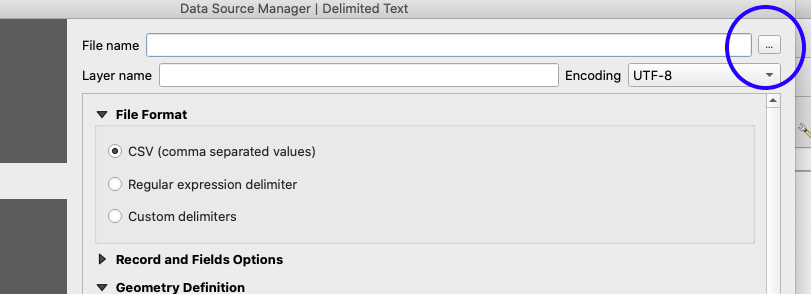 Data Source Manager | Delimited Text
File name ...
Layer name Encoding UTF-8
File Format
CSV (comma separated values)
Regular expression delimiter
Custom delimiters
Record and Fields Options
Geometry Definition